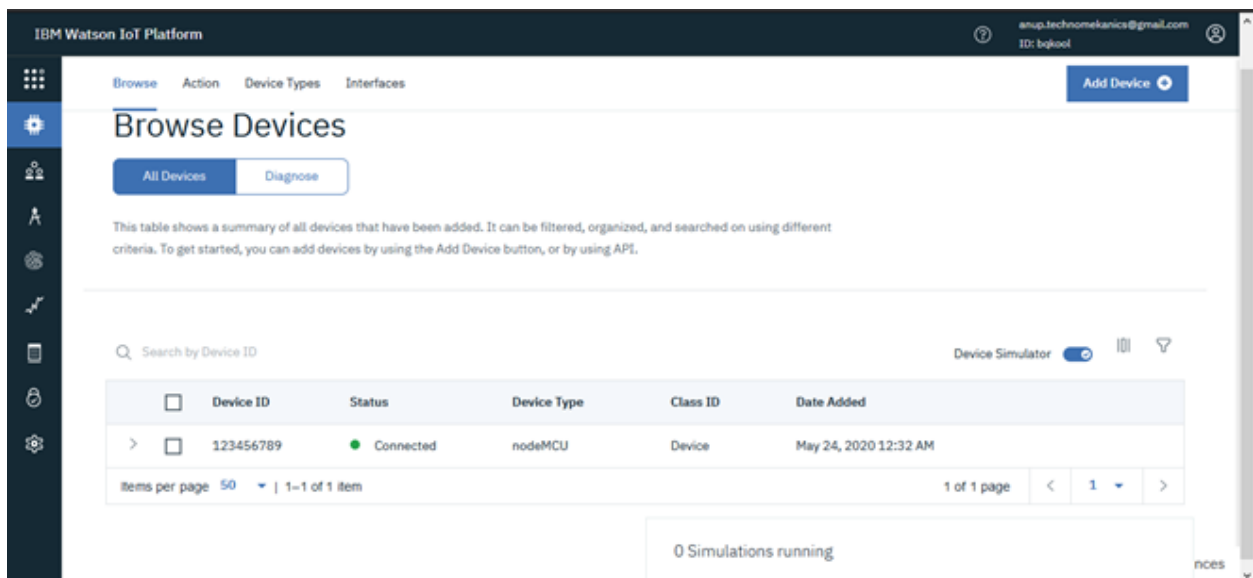 IBM Watson IoT Platform
anup.technomekanics@gmail.com
ID: bqkool
Browse Action Device Types Interfaces
Add Device
Browse Devices
All Devices Diagnose
This table shows a summary of all devices that have been added. It can be filtered, organized, and searched on using different
criteria. To get started, you can add devices by using the Add Device button, or by using API.
Search by Device ID
Device Simulator
Device ID Status Device Type Class ID Date Added
123456789 Connected nodeMCU Device May 24, 2020 12:32 AM
Items per page 50 | 1–1 of 1 item
1 of 1 page 1
0 Simulations running
nces